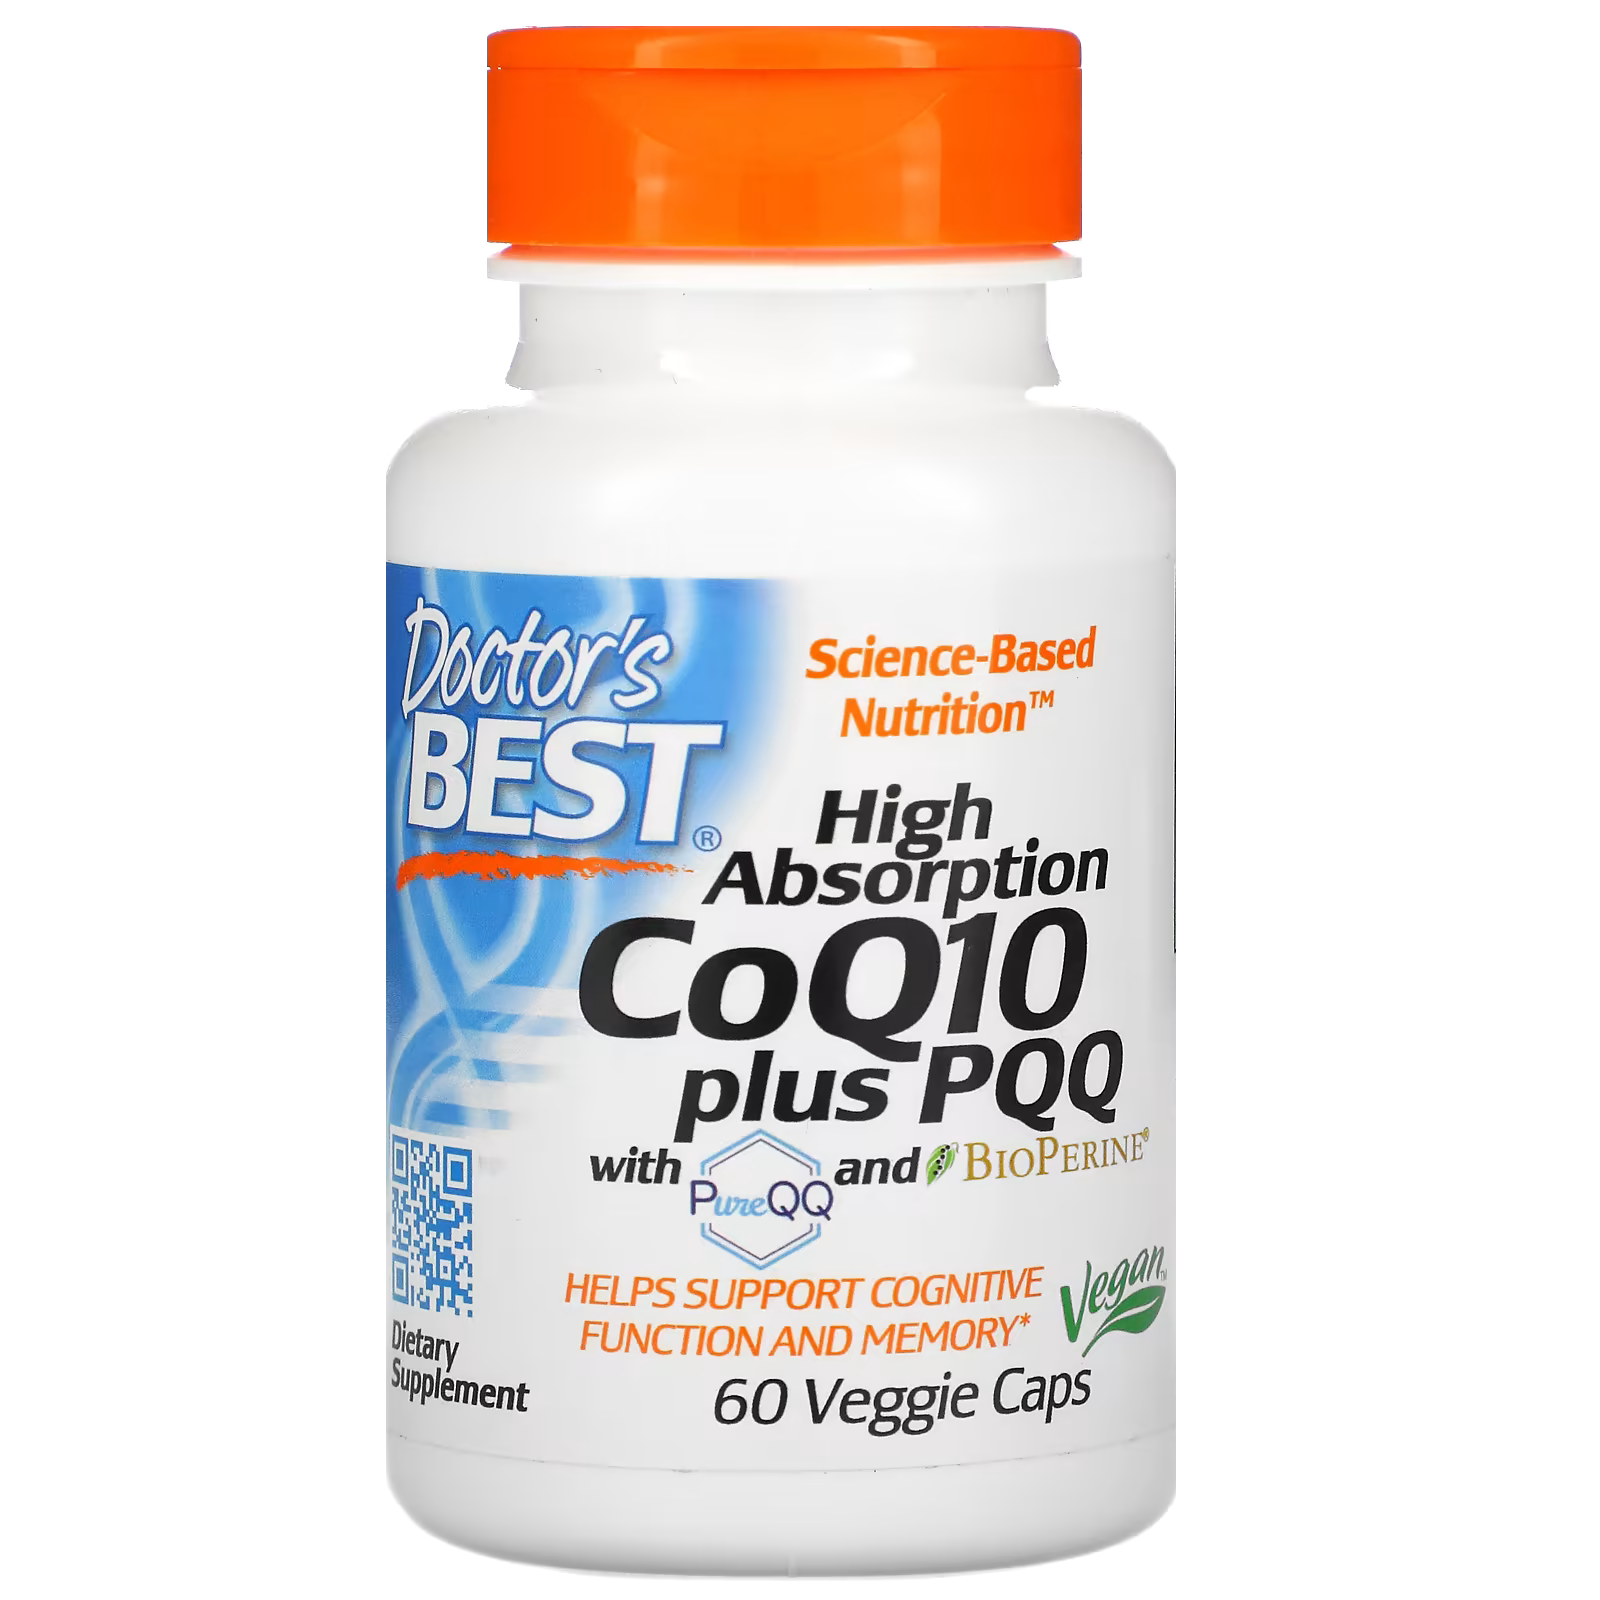 Doctor's
BEST®
Science-Based
Nutrition™
High
Absorption
CoQ10
plus PQQ
with PureQQ and BIOPERINE®
HELPS SUPPORT COGNITIVE
FUNCTION AND MEMORY*
Vegan™
60 Veggie Caps
Dietary
Supplement